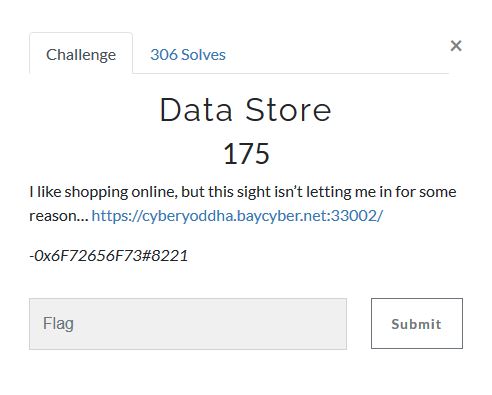 Challenge
306 Solves
×
Data Store
175
I like shopping online, but this sight isn’t letting me in for some
reason… https://cyberyoddha.baycyber.net:33002/
-0x6F72656F73#8221
Flag
Submit